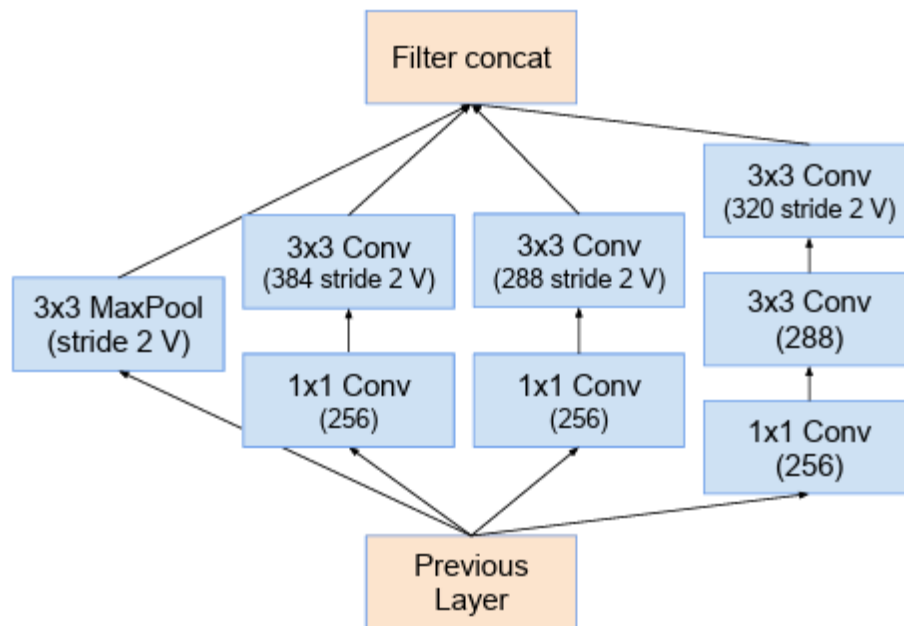 Filter concat
3x3 Conv
(320 stride 2 V)
3x3 Conv
(384 stride 2 V)
3x3 Conv
(288 stride 2 V)
3x3 MaxPool
(stride 2 V)
3x3 Conv
(288)
1x1 Conv
(256)
1x1 Conv
(256)
1x1 Conv
(256)
Previous
Layer